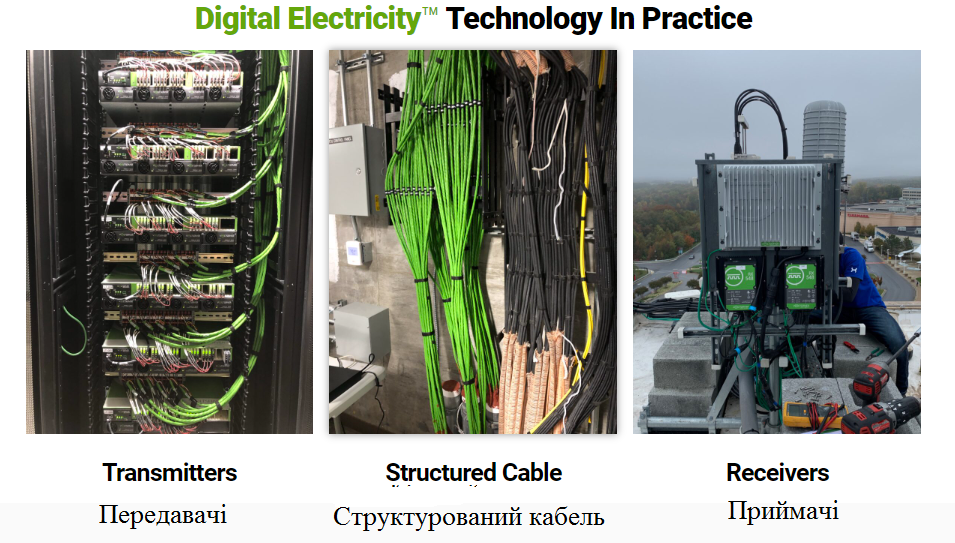 Digital Electricity™ Technology In Practice
Transmitters
Structured Cable
Receivers
Передавачі
Структурований кабель
Приймачі